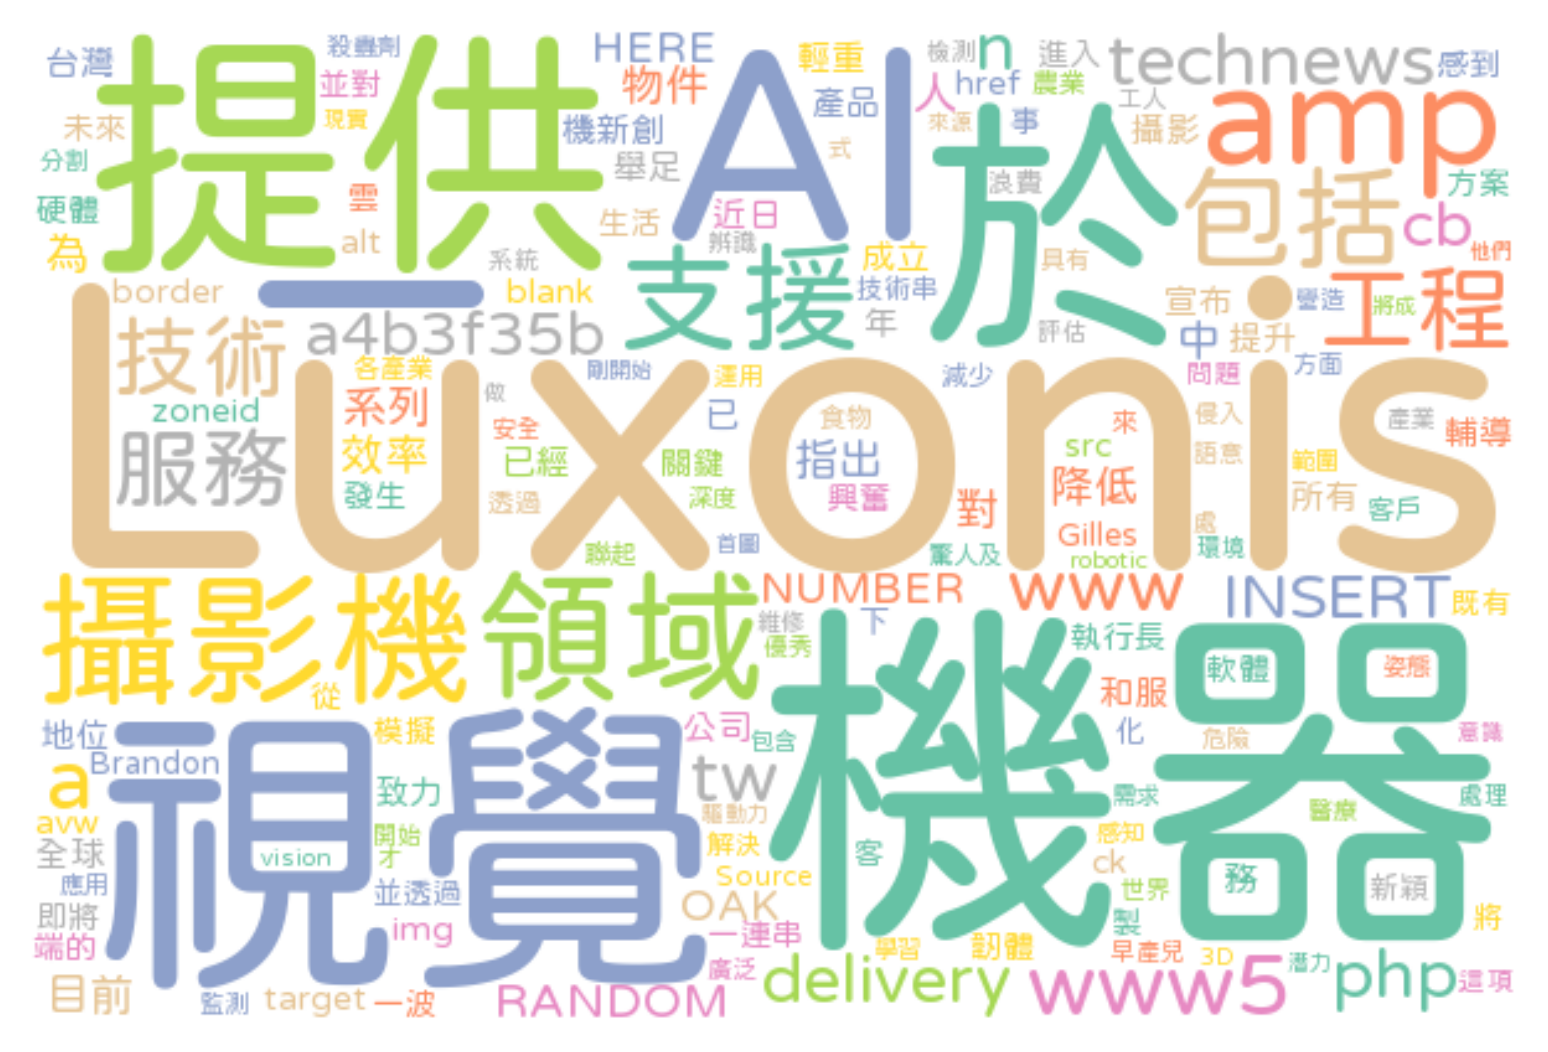 台灣
殺蟲劑
HERE
輕重
檢測
n
進入
technews
感到
提供
並對
物件
AI
產品
人
href
農業
工人
amp
未來
現實
機新創
式
來源
事
攝影
分割
舉足
於
浪費
包括
方案
硬體
雲
生活
近日
cb
為
alt
系統
辨識
支援
成立
具有
他們
border
一
blank
技術串
宣布
營造
將成
工程
技術
a4b3f35b
年
評估
中
提升
各產業
剛開始
運用
減少
問題
方面
Luxonis
zoneid
系列
做
已
食物
來
侵入
產業
服務
效率
安全
已經
關鍵
指出
src
語意
範圍
輔導
發生
透過
深度
興奮
對
降低
所有
客戶
聯起
首圖
驚人及
Gilles
處
環境
robotic
攝影機
領域
NUMBER
www
INSERT
既有
從
維修
下
優秀
機器
執行長
軟體
姿態
和服
地位
視覺
模擬
公司
包含
化
危險
意識
Brandon
a
致力
tw
需求
處理
avw
驅動力
醫療
全球
vision
開始
才
解決
客
感知
ck
應用
並透過
Source
世界
務
新穎
即將
img
OAK
製
將
端的
一連串
學習
韌體
早產兒
3D
潛力
目前
監測
target
一波
RANDOM
廣泛
delivery
www5
php
這項